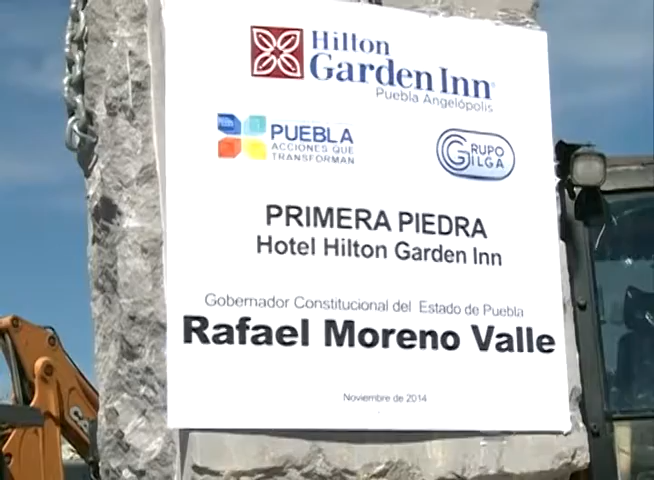 Hilton
Garden Inn
Puebla Angelópolis
PUEBLA
ACCIONES QUE
TRANSFORMAN
GRUPO
GILGA
PRIMERA PIEDRA
Hotel Hilton Garden Inn
Gobernador Constitucional del Estado de Puebla
Rafael Moreno Valle
Noviembre de 2014